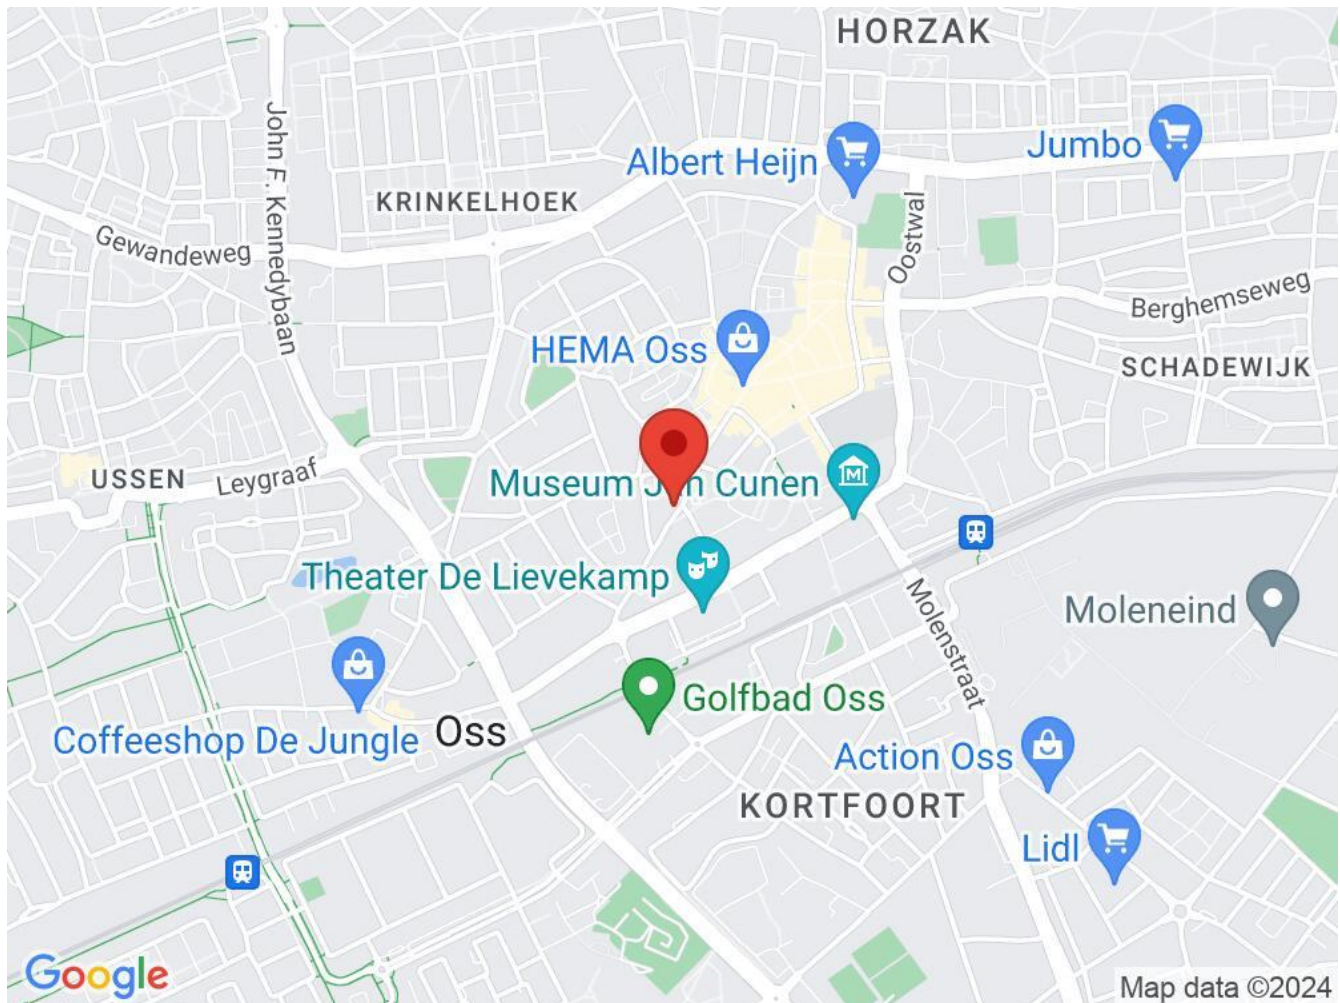 HORZAK
John F. Kennedybaan
Albert Heijn
Jumbo
KRINKELHOEK
Gewandeweg
Oostwal
Berghemseweg
HEMA Oss
SCHADEWIJK
USSEN
Leygraaf
Museum J n Cunen
M
Theater De Lievekamp
Molenstraat
Moleneind
Golfbad Oss
Coffeeshop De Jungle
Oss
Action Oss
KORTFOORT
Lidl
Google
Map data ©2024